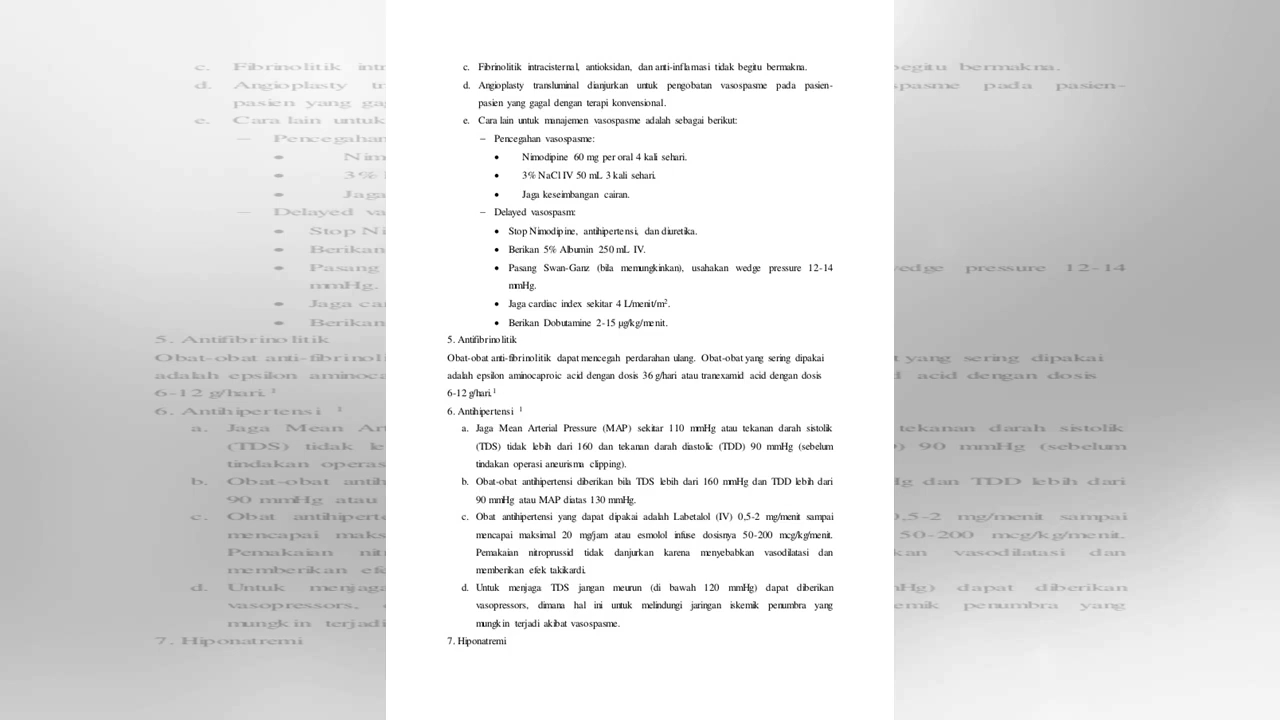 c. Fibrinolitik intracisternal, antioksidan, dan anti-inflamasi tidak begitu bermakna.
d. Angioplasty transluminal dianjurkan untuk pengobatan vasospasme pada pasien-
pasien yang gagal dengan terapi konvensional.
e. Cara lain untuk manajemen vasospasme adalah sebagai berikut:
– Pencegahan vasospasme:
• Nimodipine 60 mg per oral 4 kali sehari.
• 3% NaCl IV 50 mL 3 kali sehari.
• Jaga keseimbangan cairan.
– Delayed vasospasm:
• Stop Nimodipine, antihipertensi, dan diuretika.
• Berikan 5% Albumin 250 mL IV.
• Pasang Swan-Ganz (bila memungkinkan), usahakan wedge pressure 12-14
mmHg.
• Jaga cardiac index sekitar 4 L/menit/m².
• Berikan Dobutamine 2-15 µg/kg/menit.
5. Antifibrinolitik
Obat-obat anti-fibrinolitik dapat mencegah perdarahan ulang. Obat-obat yang sering dipakai
adalah epsilon aminocaproic acid dengan dosis 36 g/hari atau tranexamid acid dengan dosis
6-12 g/hari.¹
6. Antihipertensi ¹
a. Jaga Mean Arterial Pressure (MAP) sekitar 110 mmHg atau tekanan darah sistolik
(TDS) tidak lebih dari 160 dan tekanan darah diastolic (TDD) 90 mmHg (sebelum
tindakan operasi aneurisma clipping).
b. Obat-obat antihipertensi diberikan bila TDS lebih dari 160 mmHg dan TDD lebih dari
90 mmHg atau MAP diatas 130 mmHg.
c. Obat antihipertensi yang dapat dipakai adalah Labetalol (IV) 0,5-2 mg/menit sampai
mencapai maksimal 20 mg/jam atau esmolol infuse dosisnya 50-200 mcg/kg/menit.
Pemakaian nitroprussid tidak danjurkan karena menyebabkan vasodilatasi dan
memberikan efek takikardi.
d. Untuk menjaga TDS jangan meurun (di bawah 120 mmHg) dapat diberikan
vasopressors, dimana hal ini untuk melindungi jaringan iskemik penumbra yang
mungkin terjadi akibat vasospasme.
7. Hiponatremi